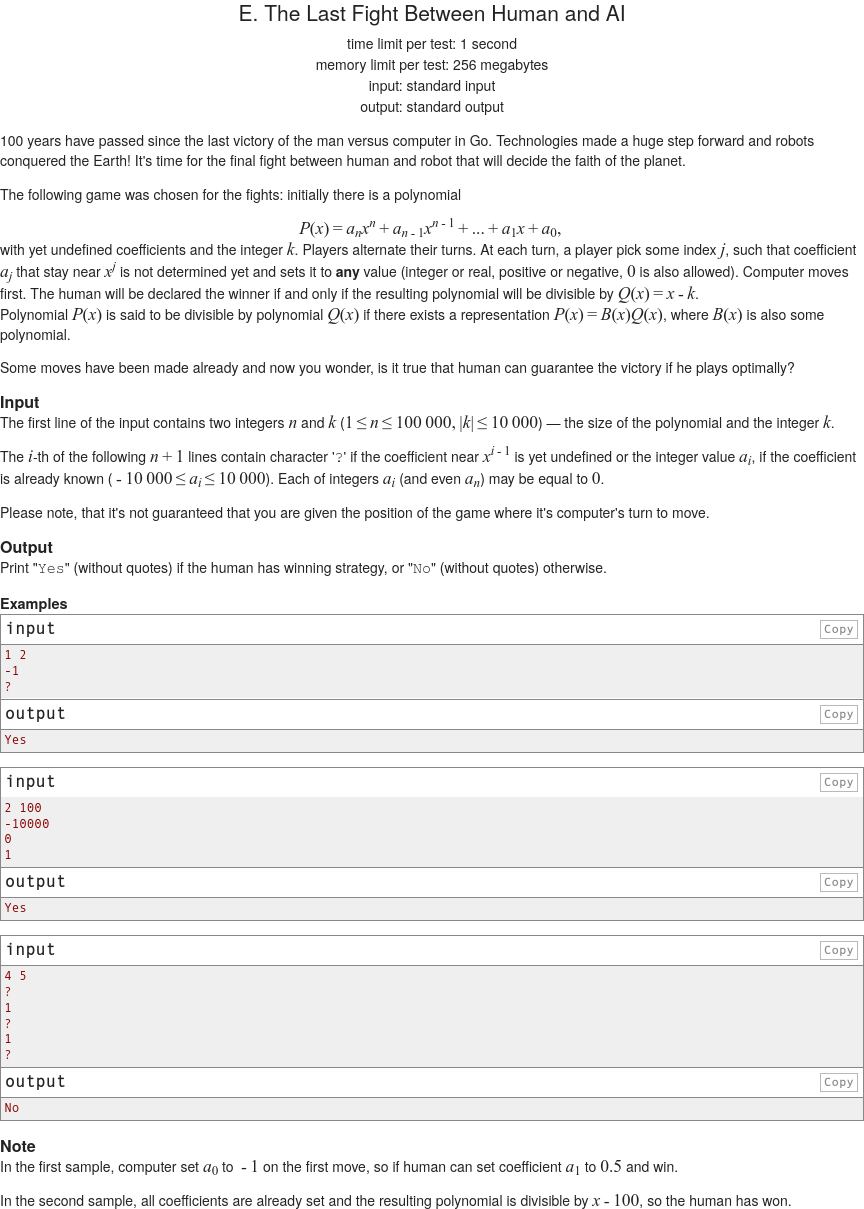 E. The Last Fight Between Human and AI
time limit per test: 1 second
memory limit per test: 256 megabytes
input: standard input
output: standard output
100 years have passed since the last victory of the man versus computer in Go. Technologies made a huge step forward and robots
conquered the Earth! It's time for the final fight between human and robot that will decide the faith of the planet.
The following game was chosen for the fights: initially there is a polynomial
P(x) = aₙxⁿ + aₙ₋₁xⁿ⁻¹ + ... + a₁x + a₀,
with yet undefined coefficients and the integer k. Players alternate their turns. At each turn, a player pick some index j, such that coefficient
aⱼ that stay near xʲ is not determined yet and sets it to any value (integer or real, positive or negative, 0 is also allowed). Computer moves
first. The human will be declared the winner if and only if the resulting polynomial will be divisible by Q(x) = x - k.
Polynomial P(x) is said to be divisible by polynomial Q(x) if there exists a representation P(x) = B(x)Q(x), where B(x) is also some
polynomial.
Some moves have been made already and now you wonder, is it true that human can guarantee the victory if he plays optimally?
Input
The first line of the input contains two integers n and k (1 ≤ n ≤ 100 000, |k| ≤ 10 000) — the size of the polynomial and the integer k.
The i-th of the following n + 1 lines contain character '?' if the coefficient near xⁱ⁻¹ is yet undefined or the integer value aᵢ, if the coefficient
is already known ( - 10 000 ≤ aᵢ ≤ 10 000). Each of integers aᵢ (and even aₙ) may be equal to 0.
Please note, that it's not guaranteed that you are given the position of the game where it's computer's turn to move.
Output
Print "Yes" (without quotes) if the human has winning strategy, or "No" (without quotes) otherwise.
Examples
input Copy
1 2
-1
?
output Copy
Yes
input Copy
2 100
-10000
0
1
output Copy
Yes
input Copy
4 5
?
1
?
1
?
output Copy
No
Note
In the first sample, computer set a₀ to - 1 on the first move, so if human can set coefficient a₁ to 0.5 and win.
In the second sample, all coefficients are already set and the resulting polynomial is divisible by x - 100, so the human has won.